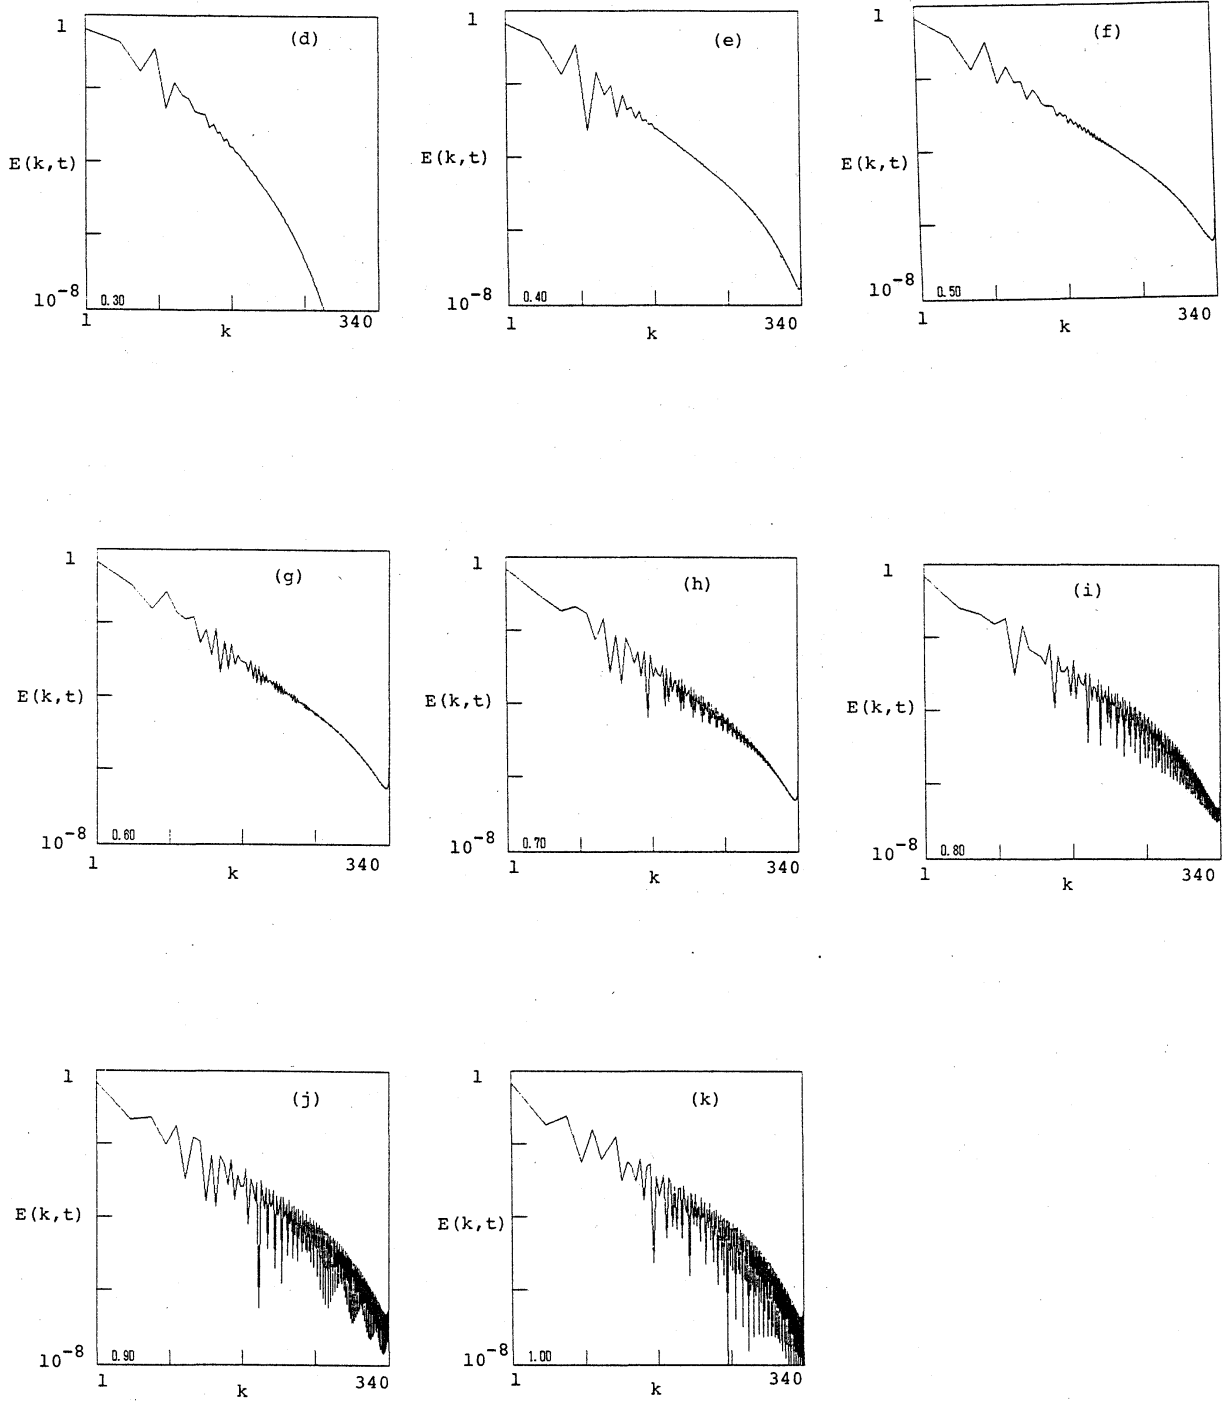 1
(d)
E(k,t)
10-8
0.30
1
k
340
1
(e)
E(k,t)
10-8
0.40
1
k
340
1
(f)
E(k,t)
10-8
0.50
1
k
340
1
(g)
E(k,t)
10-8
0.60
1
k
340
1
(h)
E(k,t)
10-8
0.70
1
k
340
1
(i)
E(k,t)
10-8
0.80
1
k
340
1
(j)
E(k,t)
10-8
0.90
1
k
340
1
(k)
E(k,t)
10-8
1.00
1
k
340